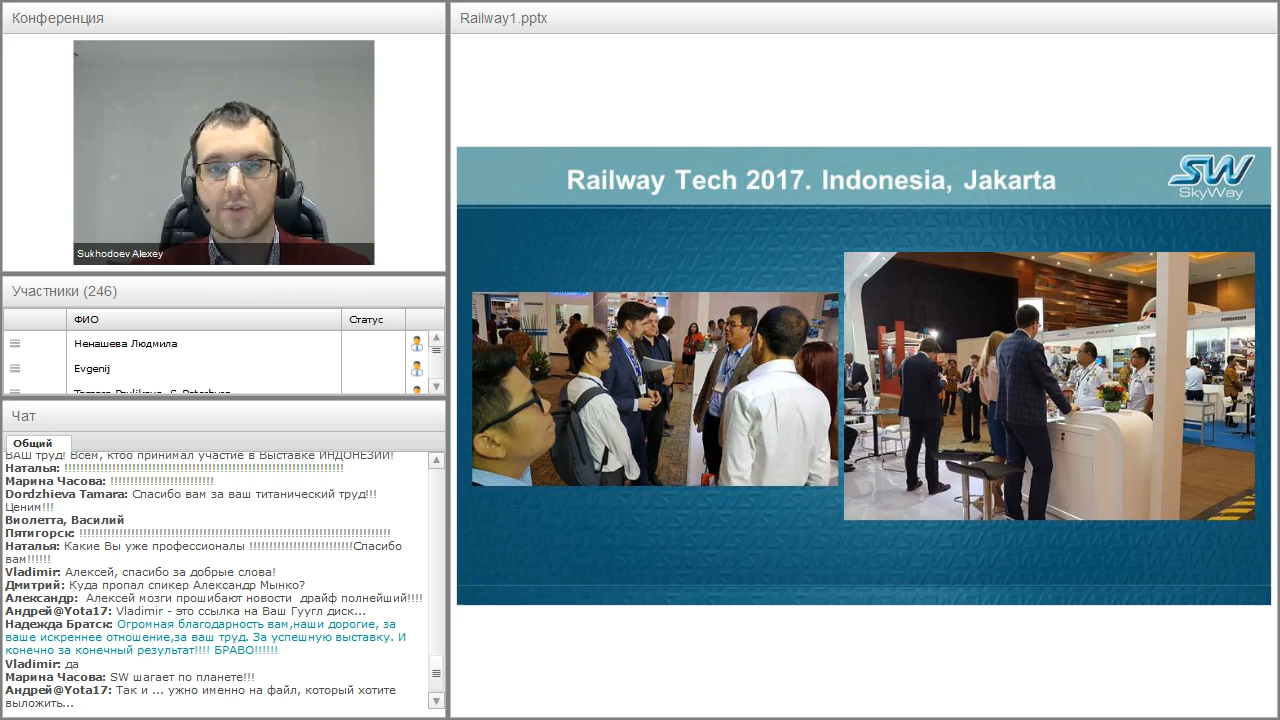 Конференция
Sukhodoev Alexey
Участники (246)
ФИО
Статус
Ненашева Людмила
Evgenij
Чат
Общий
ВАШ труд! Всем, ктоо принимал участие в Выставке ИНДОНЕЗИИ!
Наталья: !!!!!!!!!!!!!!!!!!!!!!!!!!!!!!!!!!!!!!!!!!!!!!!!!!!!!!!!!!!!!!!!!!!!!!
Марина Часова: !!!!!!!!!!!!!!!!!!!!!!!!!!
Dordzhieva Tamara: Спасибо вам за ваш титанический труд!!!
Ценим!!!
Виолетта, Василий
Пятигорск: !!!!!!!!!!!!!!!!!!!!!!!!!!!!!!!!!!!!!!!!!!!!!!!!!!!!!!!!!!!!!!!!!!!!!!!!!!!!!!
Наталья: Какие Вы уже профессионалы !!!!!!!!!!!!!!!!!!!!!!!!!!Спасибо
вам!!!!!!
Vladimir: Алексей, спасибо за добрые слова!
Дмитрий: Куда пропал спикер Александр Мынко?
Александр: Алексей мозги прошибают новости драйф полнейший!!!!
Андрей@Yota17: Vladimir - это ссылка на Ваш Гуугл диск...
Надежда Братск: Огромная благодарность вам,наши дорогие, за
ваше искреннее отношение,за ваш труд. За успешную выставку. И
конечно за конечный результат!!!! БРАВО!!!!!!
Vladimir: да
Марина Часова: SW шагает по планете!!!
Андрей@Yota17: Так и ... ужно именно на файл, который хотите
выложить...
Railway1.pptx
Railway Tech 2017. Indonesia, Jakarta
SW
SkyWay